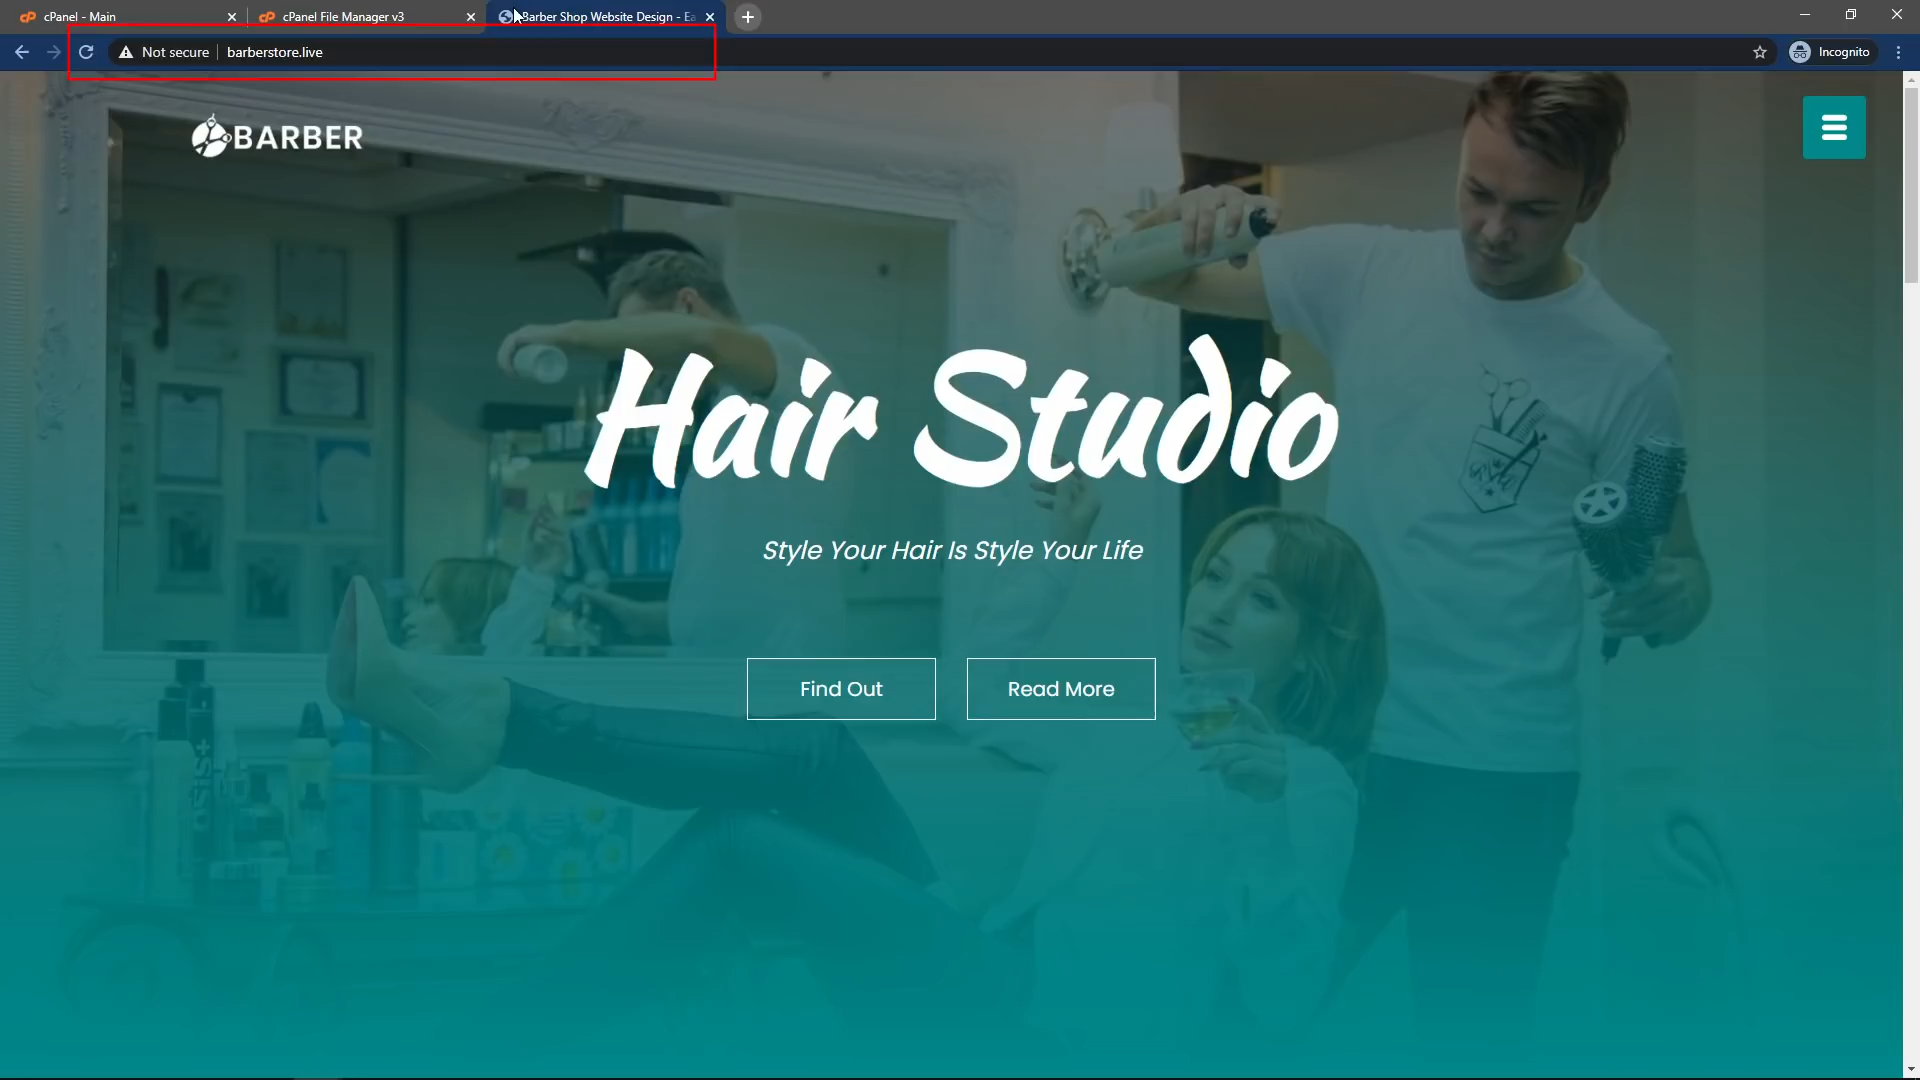 cPanel - Main
cPanel File Manager v3
Barber Shop Website Design - Ea
Not secure
barberstore.live
Incognito
BARBER
Hair Studio
Style Your Hair Is Style Your Life
Find Out
Read More